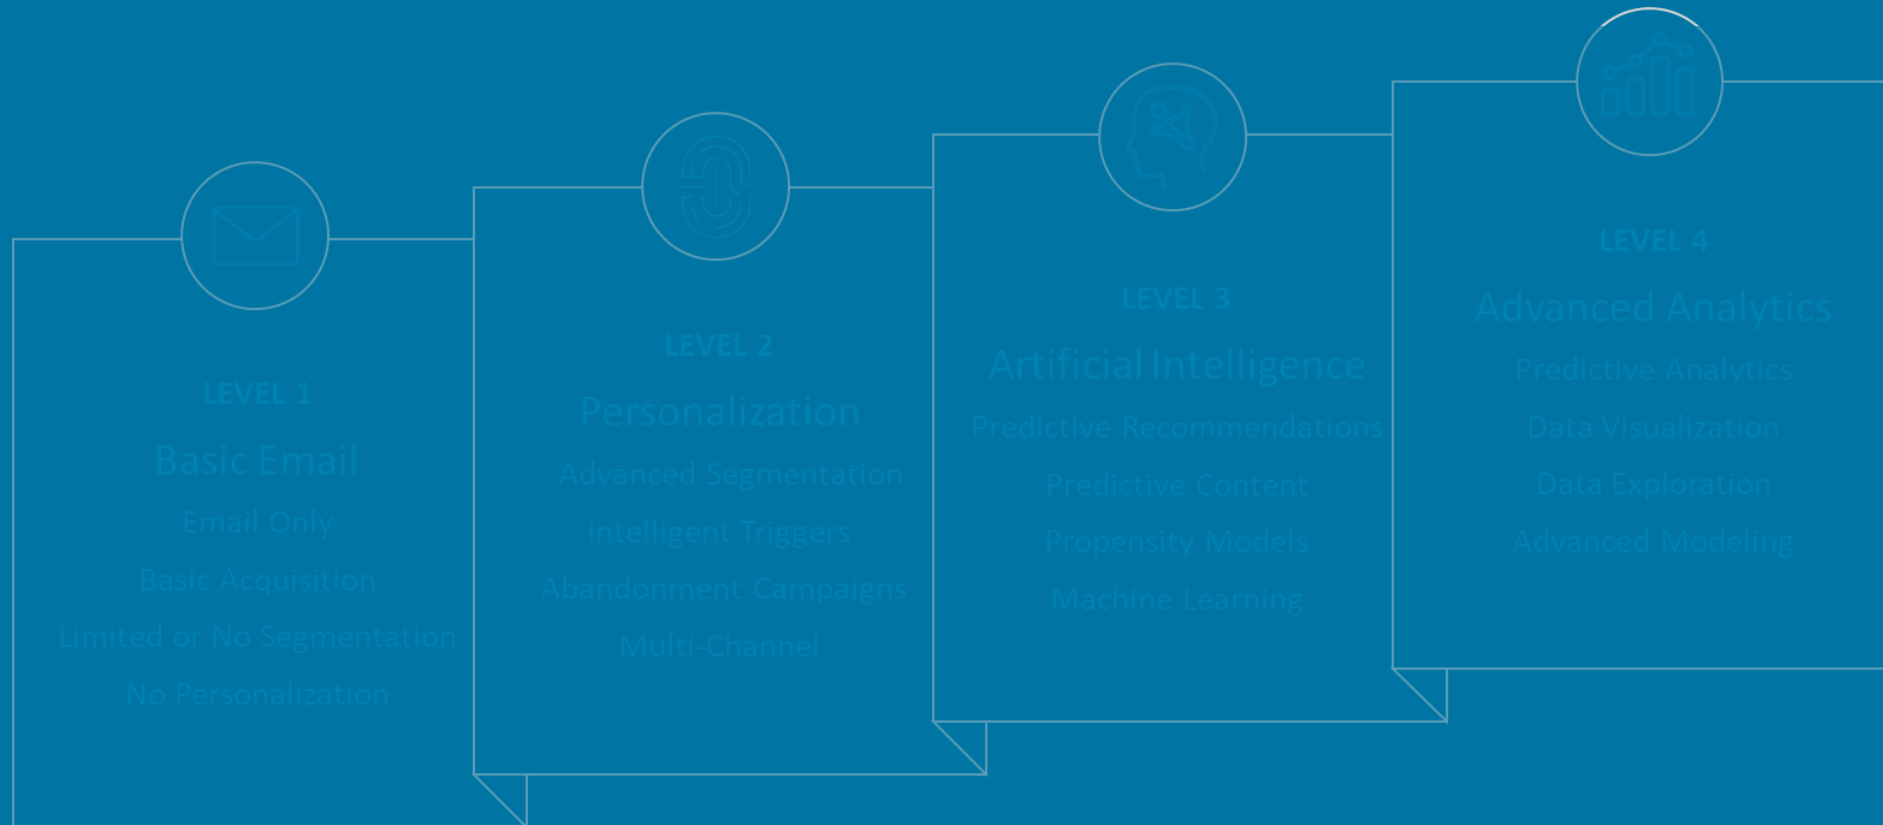 LEVEL 1
Basic Email
Email Only
Basic Acquisition
Limited or No Segmentation
No Personalization
LEVEL 2
Personalization
Advanced Segmentation
Intelligent Triggers
Abandonment Campaigns
Multi-Channel
LEVEL 3
Artificial Intelligence
Predictive Recommendations
Predictive Content
Propensity Models
Machine Learning
LEVEL 4
Advanced Analytics
Predictive Analytics
Data Visualization
Data Exploration
Advanced Modeling